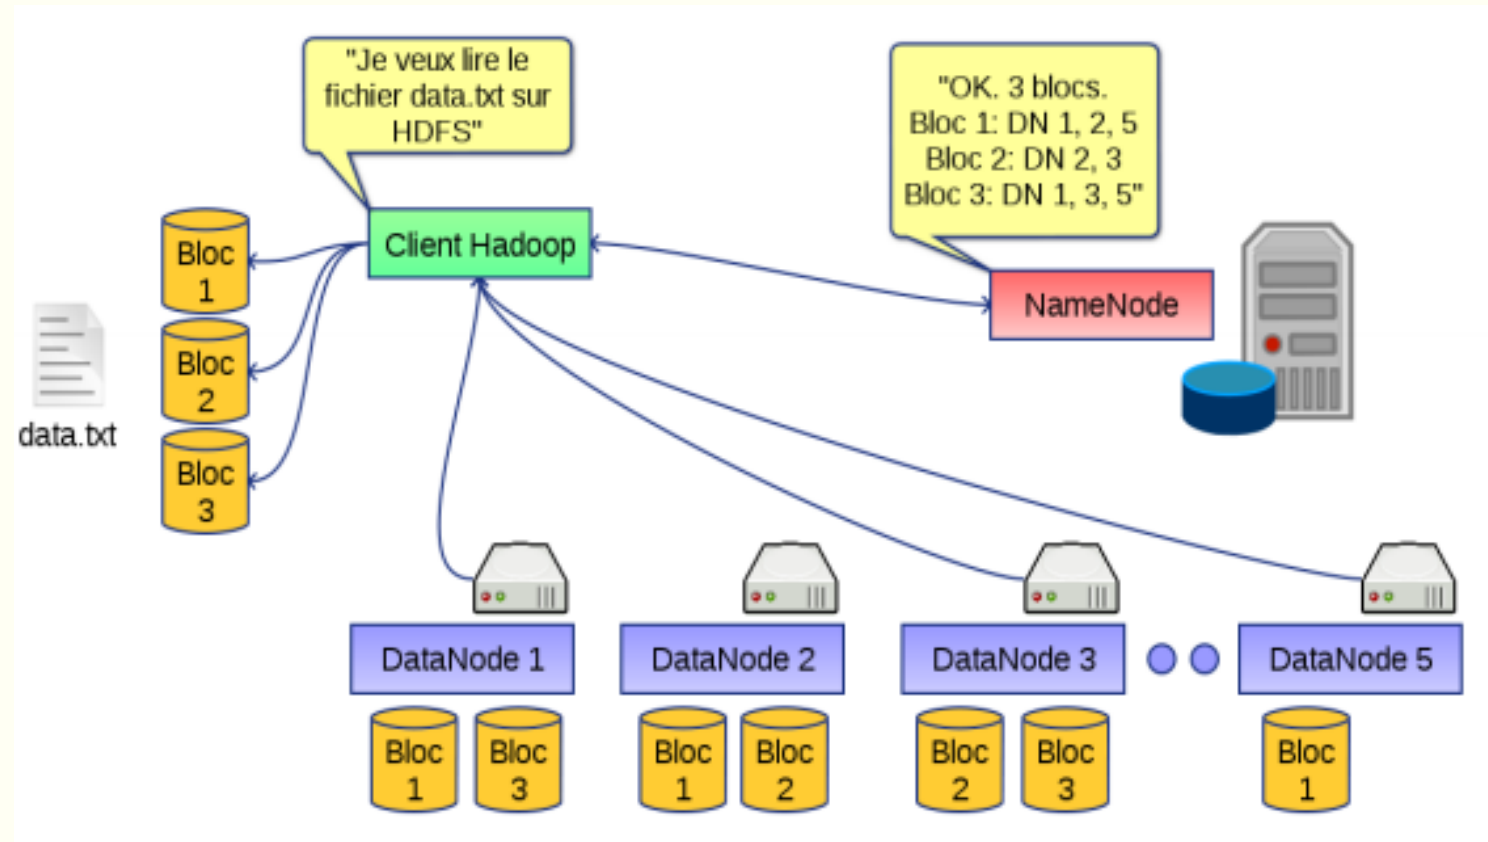 "Je veux lire le
fichier data.txt sur
HDFS"
"OK. 3 blocs.
Bloc 1: DN 1, 2, 5
Bloc 2: DN 2, 3
Bloc 3: DN 1, 3, 5"
Client Hadoop
NameNode
Bloc
1
Bloc
2
Bloc
3
data.txt
DataNode 1
DataNode 2
DataNode 3
DataNode 5
Bloc
1
Bloc
3
Bloc
1
Bloc
2
Bloc
2
Bloc
3
Bloc
1